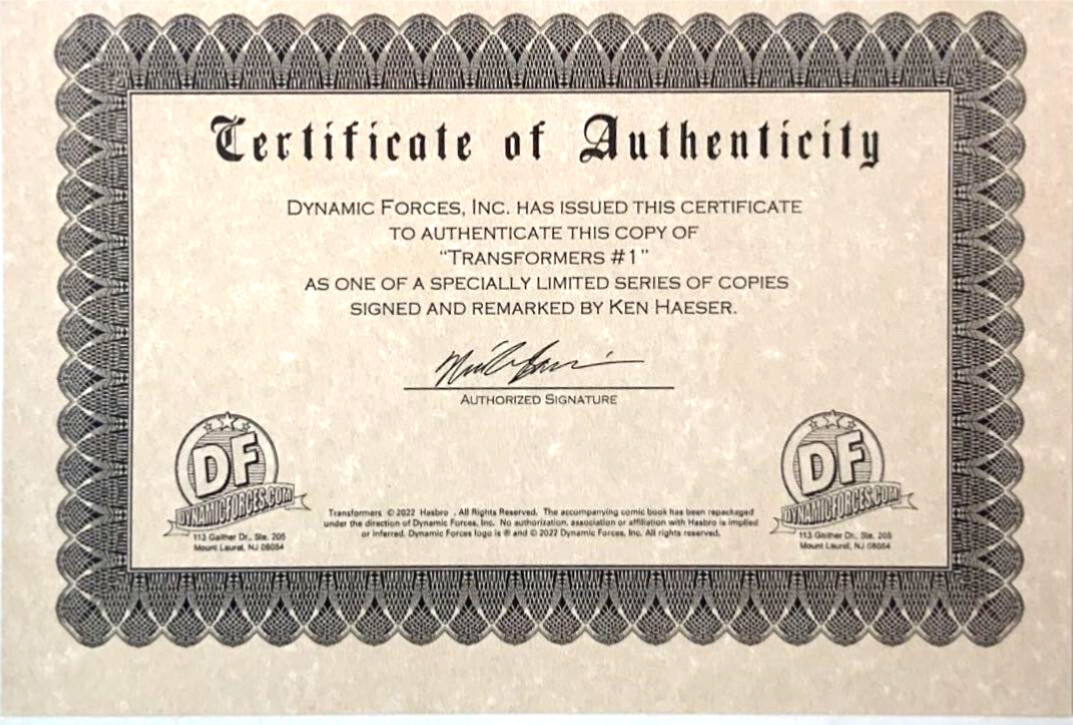 Certificate of Authenticity
DYNAMIC FORCES, INC. HAS ISSUED THIS CERTIFICATE
TO AUTHENTICATE THIS COPY OF
"TRANSFORMERS #1"
AS ONE OF A SPECIALLY LIMITED SERIES OF COPIES
SIGNED AND REMARKED BY KEN HAESER.
AUTHORIZED SIGNATURE
DF
DYNAMICFORCES.COM
113 Gaither Dr., Ste. 205
Mount Laurel, NJ 08054
Transformers © 2022 Hasbro . All Rights Reserved. The accompanying comic book has been repackaged
under the direction of Dynamic Forces, Inc. No authorization, association or affiliation with Hasbro is implied
or inferred. Dynamic Forces logo is ® and © 2022 Dynamic Forces, Inc. All rights reserved.
DF
DYNAMICFORCES.COM
113 Gaither Dr., Ste. 205
Mount Laurel, NJ 08054